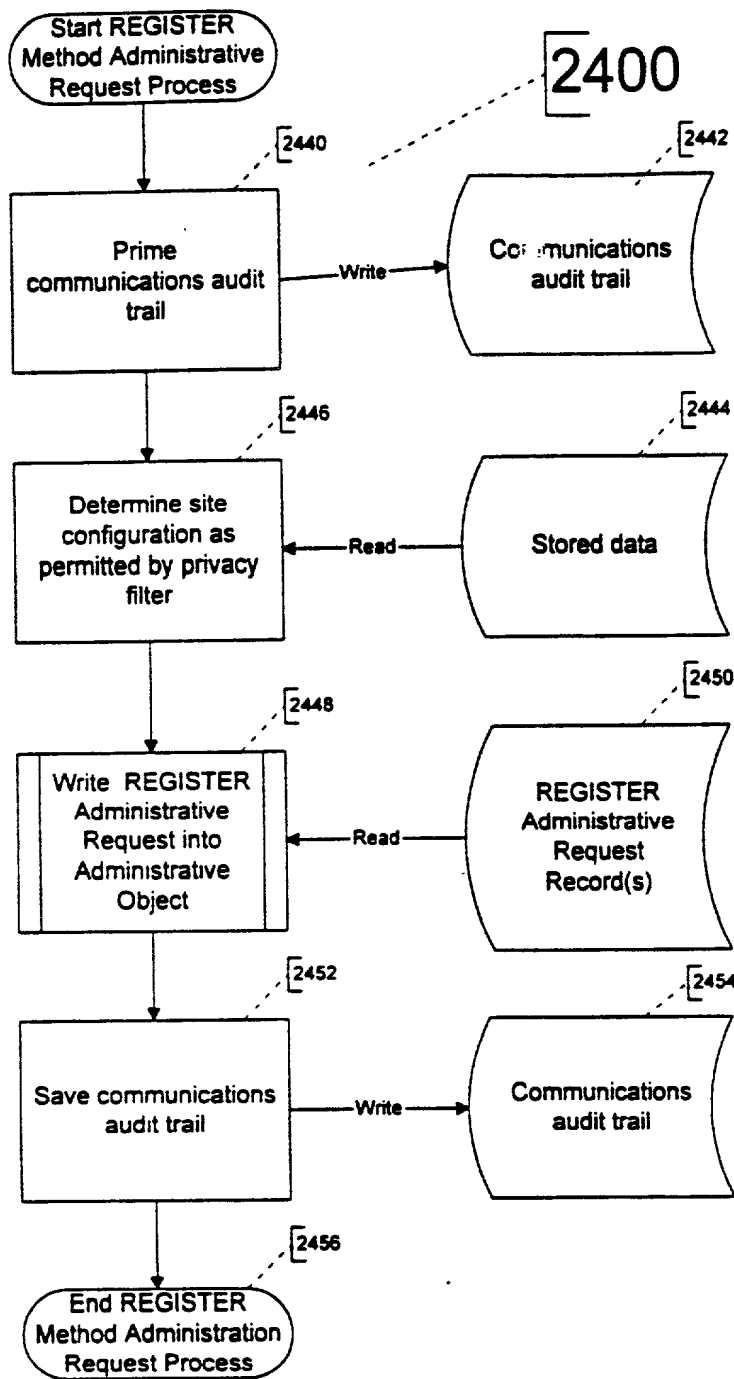 Start REGISTER
Method Administrative
Request Process
2400
2440
2442
Prime
communications audit
trail
Write
Communications
audit trail
2446
2444
Determine site
configuration as
permitted by privacy
filter
Read
Stored data
2448
2450
Write REGISTER
Administrative
Request into
Administrative
Object
Read
REGISTER
Administrative
Request
Record(s)
2452
2454
Save communications
audit trail
Write
Communications
audit trail
2456
End REGISTER
Method Administration
Request Process